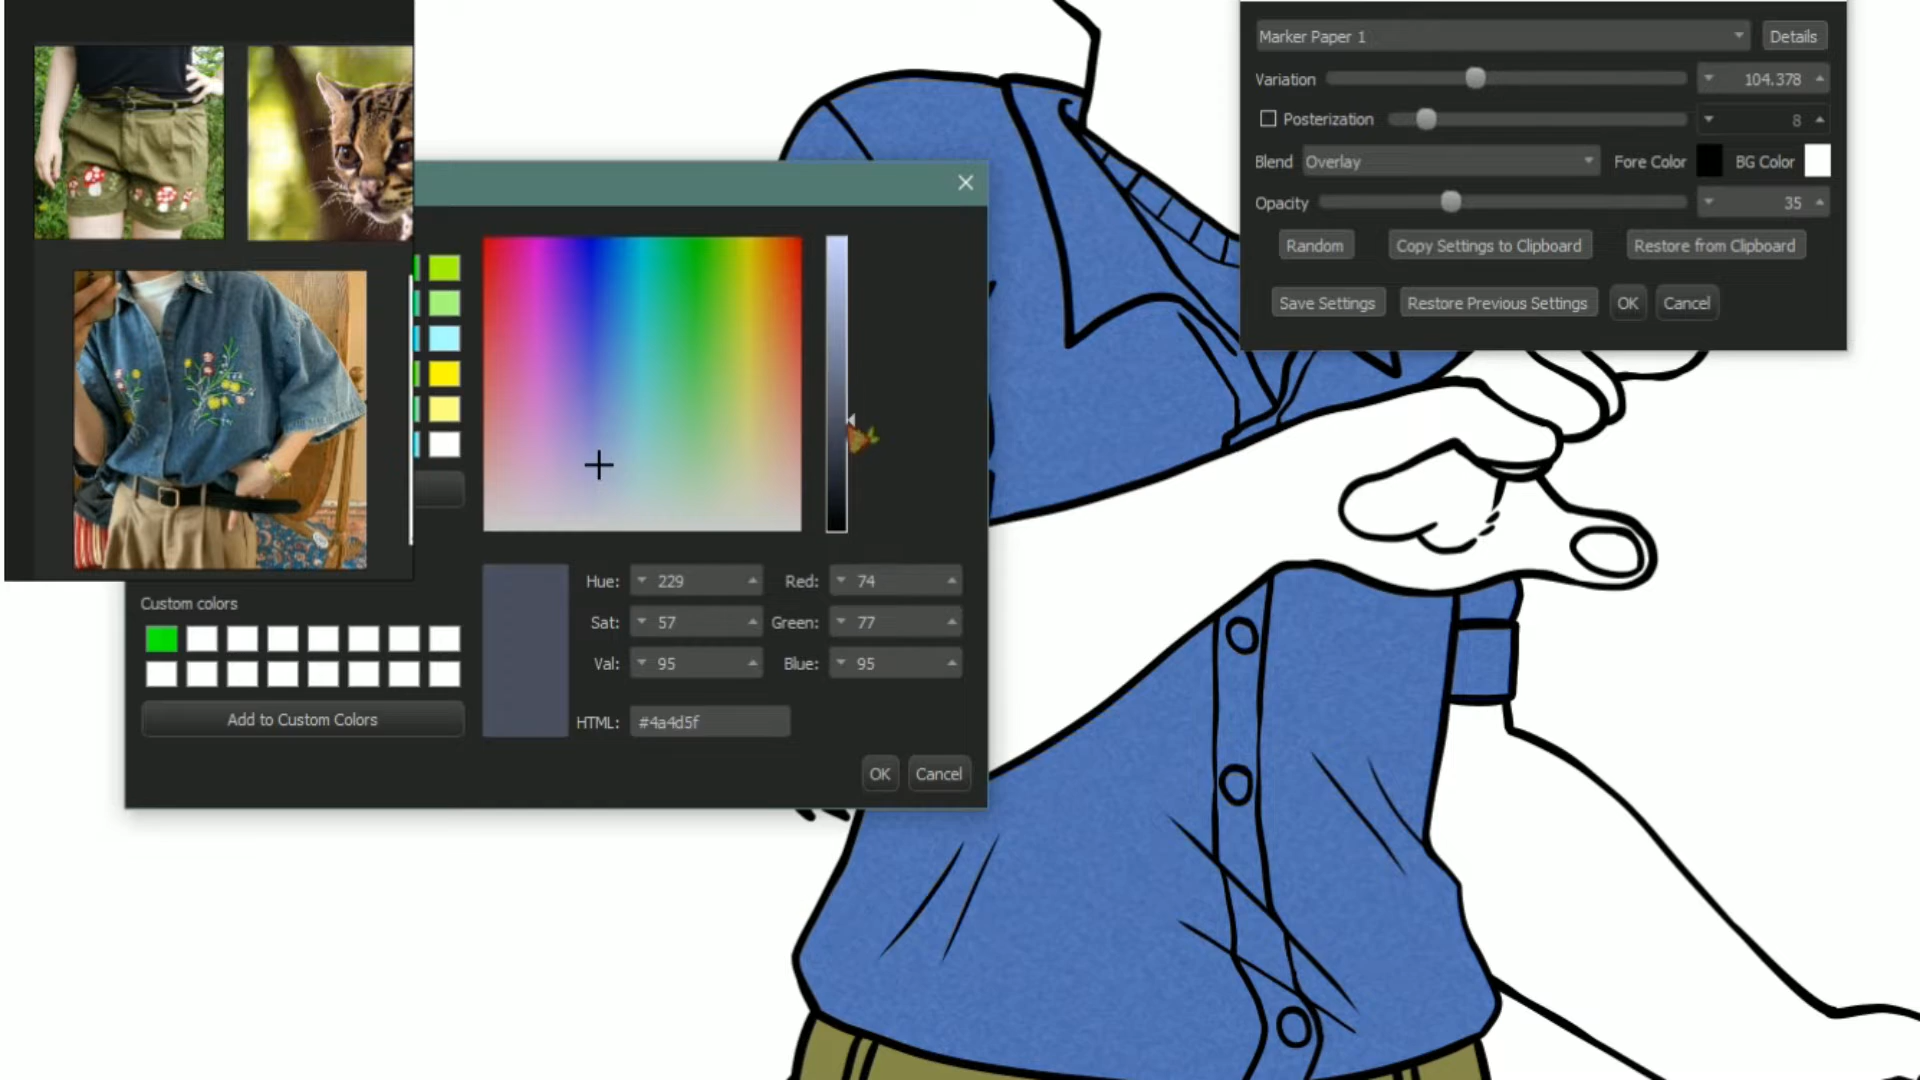 Marker Paper 1
Details
Variation
104.378
Posterization
8
Blend
Overlay
Fore Color
BG Color
Opacity
35
Random
Copy Settings to Clipboard
Restore from Clipboard
Save Settings
Restore Previous Settings
OK
Cancel
Custom colors
Add to Custom Colors
Hue: 229
Red: 74
Sat: 57
Green: 77
Val: 95
Blue: 95
HTML: #4a4d5f
OK
Cancel